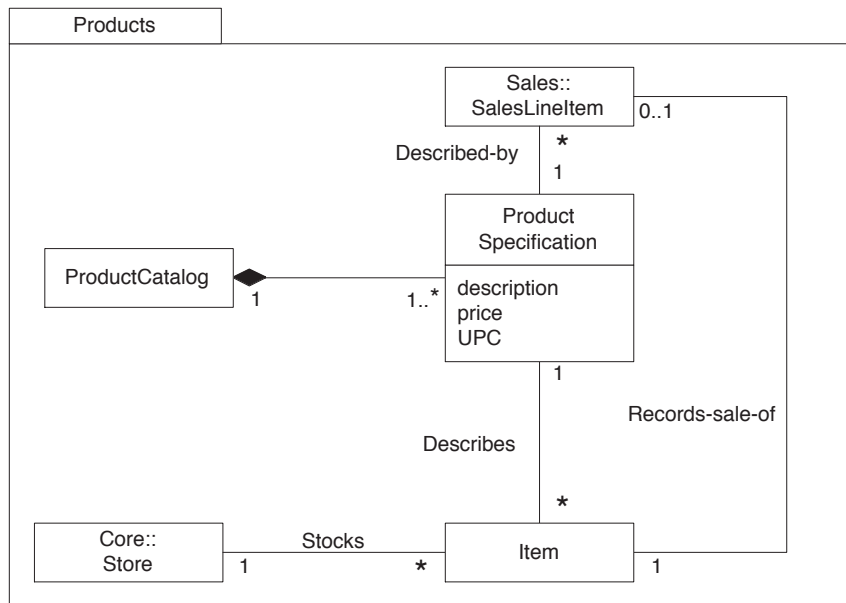 Products
Sales::
SalesLineItem
0..1
*
Described-by
1
Product
Specification
ProductCatalog
1
1..*
description
price
UPC
1
Records-sale-of
Describes
*
Core::
Store
Stocks
1
*
Item
1